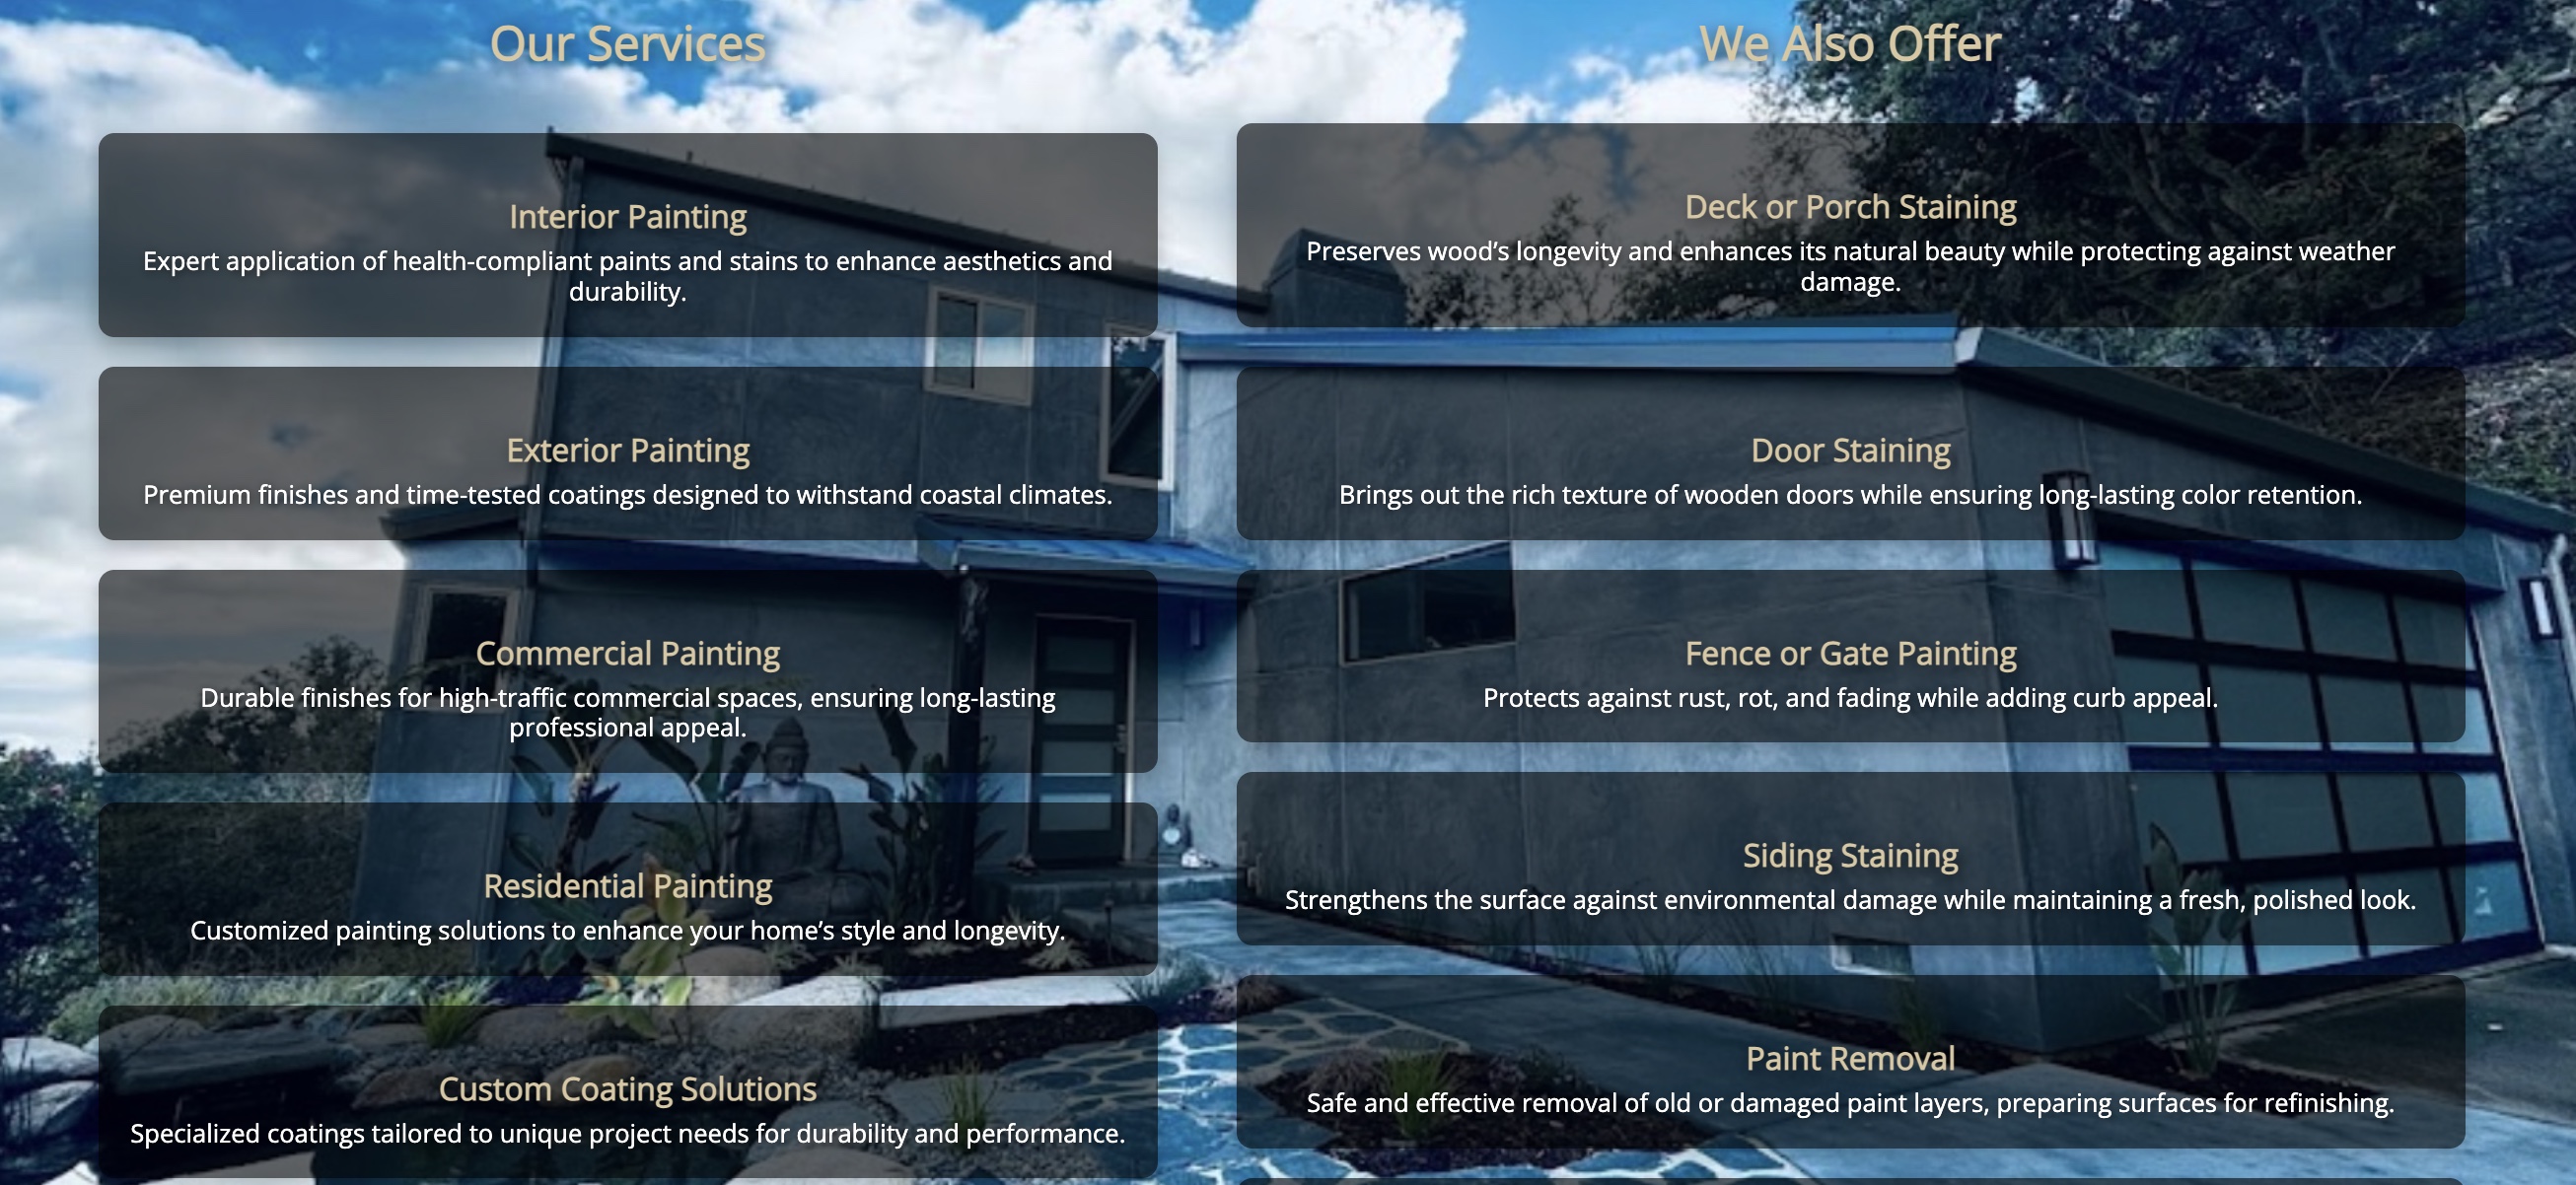 Our Services
Interior Painting
Expert application of health-compliant paints and stains to enhance aesthetics and
durability.
Exterior Painting
Premium finishes and time-tested coatings designed to withstand coastal climates.
Commercial Painting
Durable finishes for high-traffic commercial spaces, ensuring long-lasting
professional appeal.
Residential Painting
Customized painting solutions to enhance your home’s style and longevity.
Custom Coating Solutions
Specialized coatings tailored to unique project needs for durability and performance.
We Also Offer
Deck or Porch Staining
Preserves wood’s longevity and enhances its natural beauty while protecting against weather
damage.
Door Staining
Brings out the rich texture of wooden doors while ensuring long-lasting color retention.
Fence or Gate Painting
Protects against rust, rot, and fading while adding curb appeal.
Siding Staining
Strengthens the surface against environmental damage while maintaining a fresh, polished look.
Paint Removal
Safe and effective removal of old or damaged paint layers, preparing surfaces for refinishing.